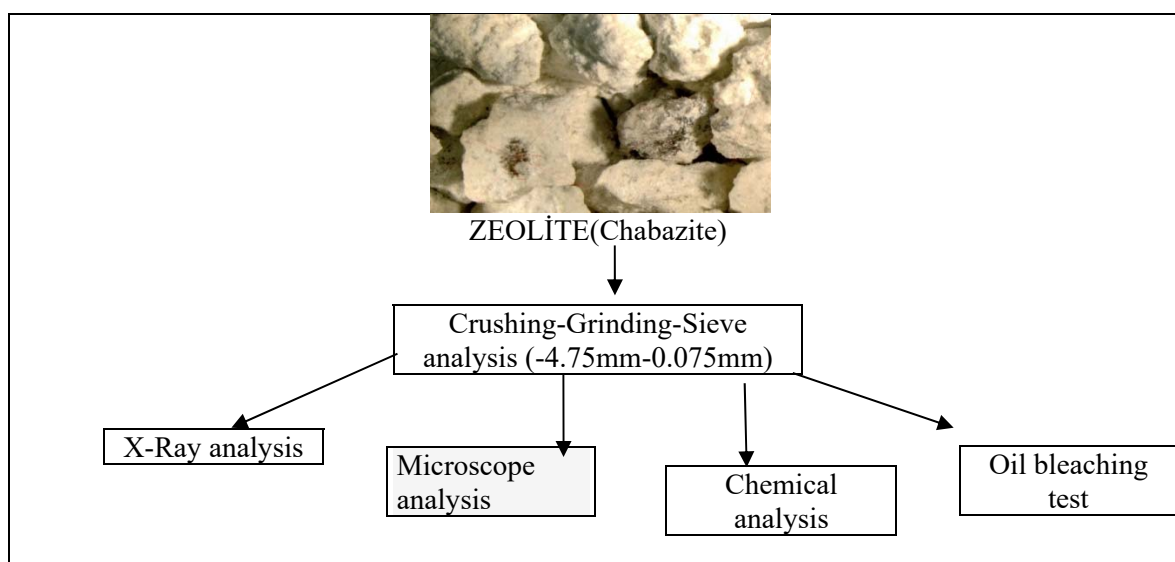 ZEOLİTE(Chabazite)
Crushing-Grinding-Sieve
analysis (-4.75mm-0.075mm)
X-Ray analysis
Microscope
analysis
Chemical
analysis
Oil bleaching
test